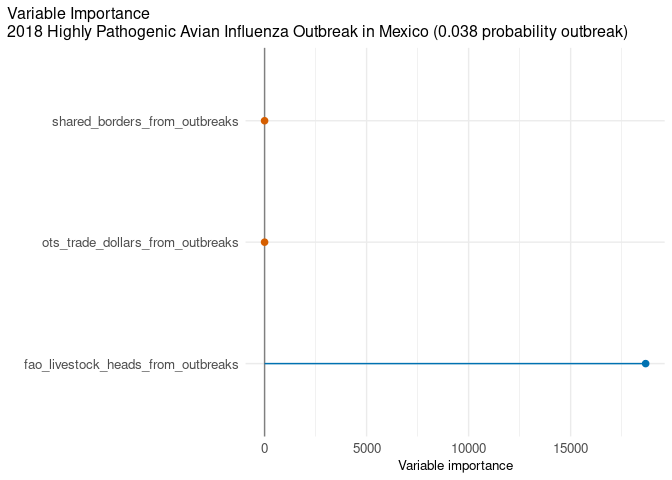 Variable Importance
2018 Highly Pathogenic Avian Influenza Outbreak in Mexico (0.038 probability outbreak)
shared_borders_from_outbreaks
ots_trade_dollars_from_outbreaks
fao_livestock_heads_from_outbreaks
0 5000 10000 15000
Variable importance